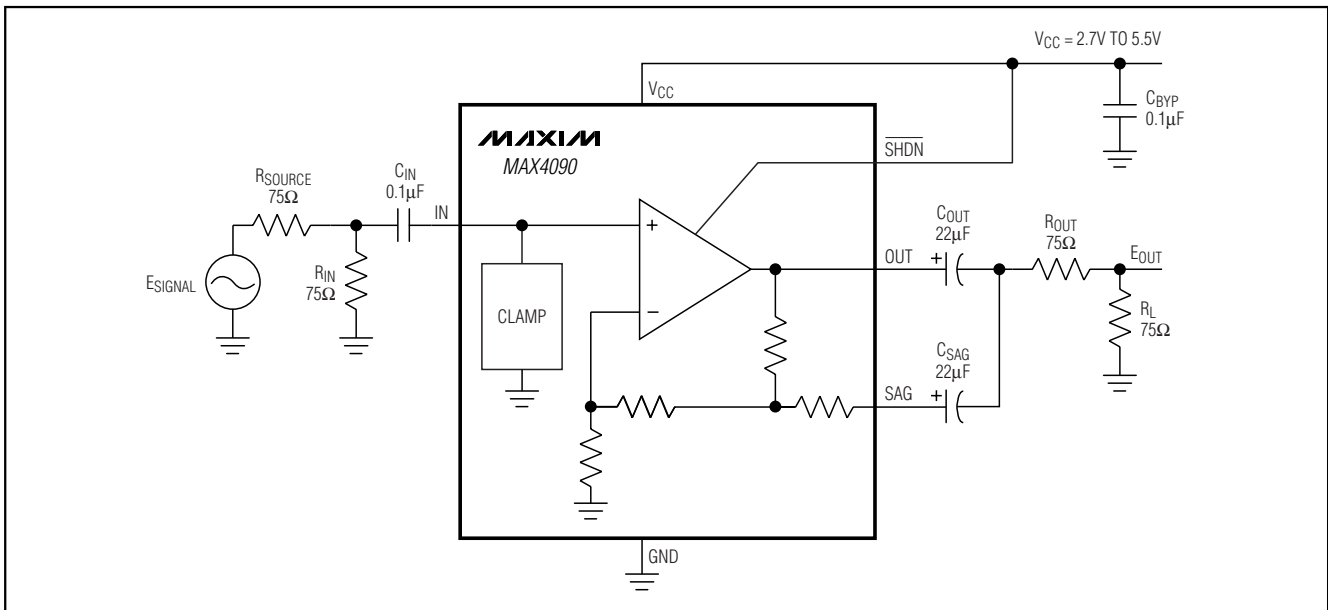 VCC = 2.7V TO 5.5V
VCC
CBYP
0.1µF
MAXIM
MAX4090
SHDN
RSOURCE
75Ω
CIN
0.1µF
IN
RIN
75Ω
ESIGNAL
CLAMP
+
−
OUT
COUT
22µF
+
ROUT
75Ω
EOUT
RL
75Ω
CSAG
22µF
+
SAG
GND